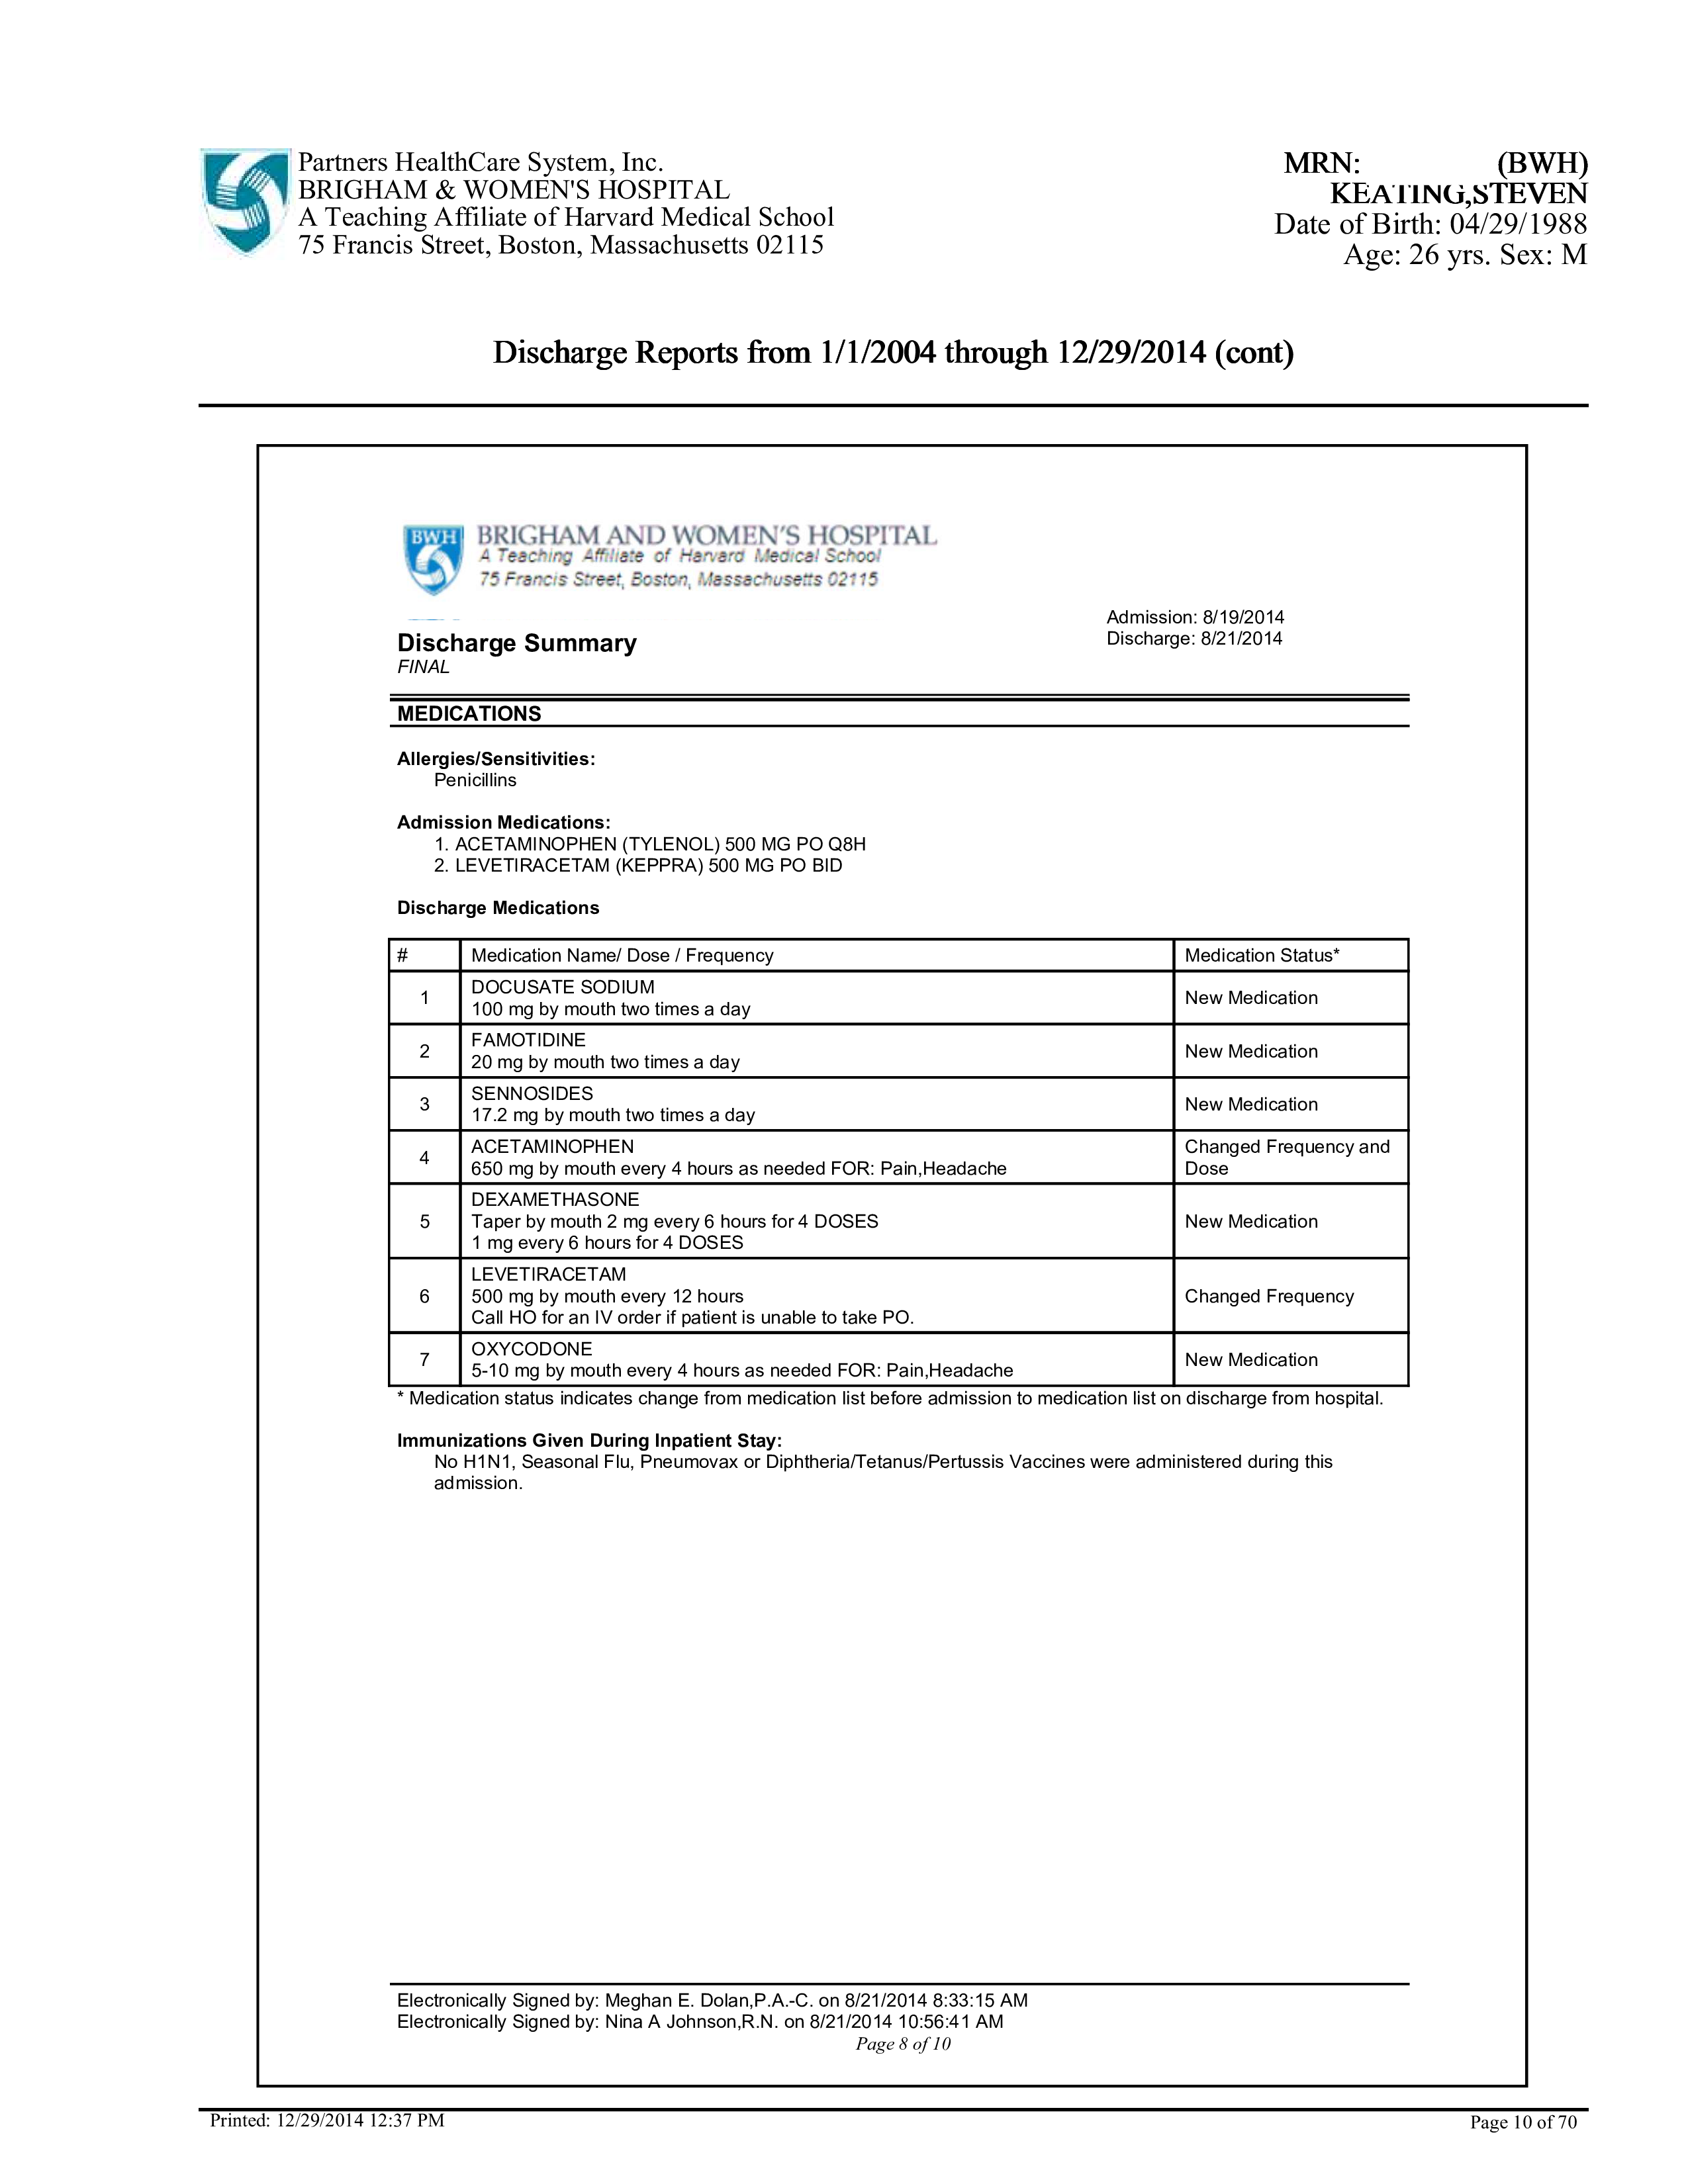 Partners HealthCare System, Inc.
BRIGHAM & WOMEN'S HOSPITAL
A Teaching Affiliate of Harvard Medical School
75 Francis Street, Boston, Massachusetts 02115
MRN: (BWH)
KEATING,STEVEN
Date of Birth: 04/29/1988
Age: 26 yrs. Sex: M
Discharge Reports from 1/1/2004 through 12/29/2014 (cont)
BWH
BRIGHAM AND WOMEN'S HOSPITAL
A Teaching Affiliate of Harvard Medical School
75 Francis Street, Boston, Massachusetts 02115
Admission: 8/19/2014
Discharge: 8/21/2014
Discharge Summary
FINAL
MEDICATIONS
Allergies/Sensitivities:
Penicillins
Admission Medications:
1. ACETAMINOPHEN (TYLENOL) 500 MG PO Q8H
2. LEVETIRACETAM (KEPPRA) 500 MG PO BID
Discharge Medications
# Medication Name/ Dose / Frequency Medication Status*
1 DOCUSATE SODIUM
100 mg by mouth two times a day
New Medication
2 FAMOTIDINE
20 mg by mouth two times a day
New Medication
3 SENNOSIDES
17.2 mg by mouth two times a day
New Medication
4 ACETAMINOPHEN
650 mg by mouth every 4 hours as needed FOR: Pain,Headache
Changed Frequency and
Dose
5 DEXAMETHASONE
Taper by mouth 2 mg every 6 hours for 4 DOSES
1 mg every 6 hours for 4 DOSES
New Medication
6 LEVETIRACETAM
500 mg by mouth every 12 hours
Call HO for an IV order if patient is unable to take PO.
Changed Frequency
7 OXYCODONE
5-10 mg by mouth every 4 hours as needed FOR: Pain,Headache
New Medication
* Medication status indicates change from medication list before admission to medication list on discharge from hospital.
Immunizations Given During Inpatient Stay:
No H1N1, Seasonal Flu, Pneumovax or Diphtheria/Tetanus/Pertussis Vaccines were administered during this
admission.
Electronically Signed by: Meghan E. Dolan,P.A.-C. on 8/21/2014 8:33:15 AM
Electronically Signed by: Nina A Johnson,R.N. on 8/21/2014 10:56:41 AM
Page 8 of 10
Printed: 12/29/2014 12:37 PM
Page 10 of 70